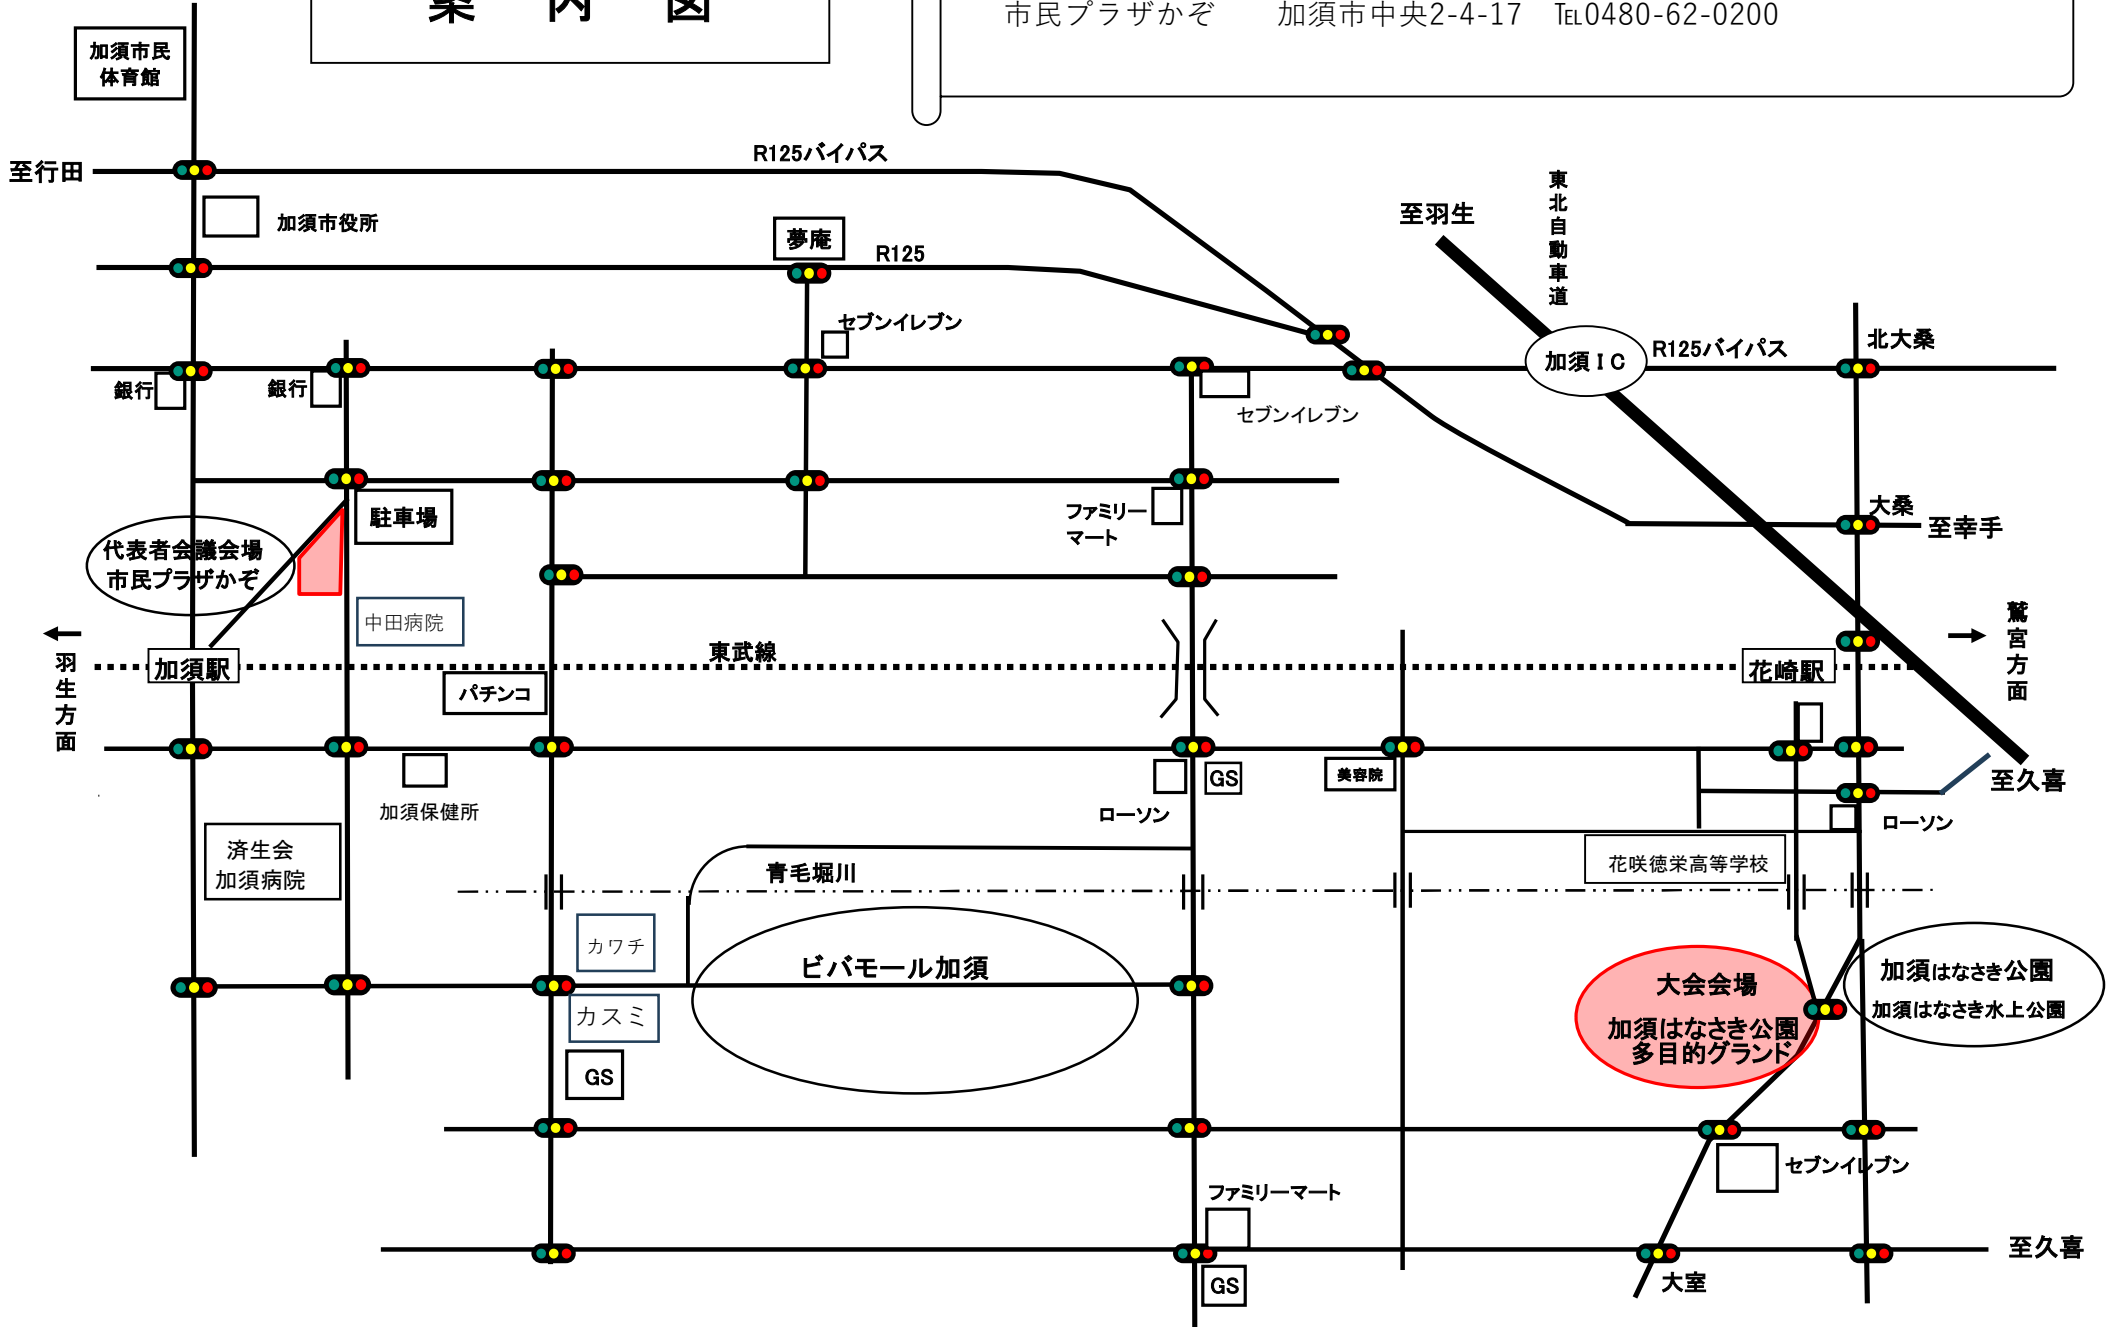 案内図
市民プラザかぞ 加須市中央2-4-17 ℡0480-62-0200
加須市民
体育館
至行田
R125バイパス
加須市役所
夢庵
R125
至羽生
東北自動車道
セブンイレブン
加須IC
R125バイパス
北大桑
銀行
銀行
セブンイレブン
駐車場
ファミリー
マート
大桑
至幸手
代表者会議会場
市民プラザかぞ
中田病院
羽生方面
加須駅
東武線
花崎駅
鷲宮方面
パチンコ
加須保健所
ローソン
GS
美容院
至久喜
ローソン
済生会
加須病院
青毛堀川
花咲徳栄高等学校
カワチ
ビバモール加須
カスミ
GS
大会会場
加須はなさき公園
多目的グランド
加須はなさき公園
加須はなさき水上公園
セブンイレブン
ファミリーマート
GS
大室
至久喜